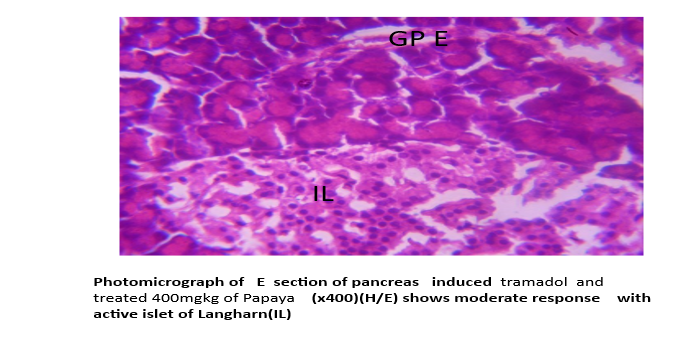 GP E
IL
Photomicrograph of E section of pancreas induced tramadol and
treated 400mgkg of Papaya (x400)(H/E) shows moderate response with
active islet of Langharn(IL)